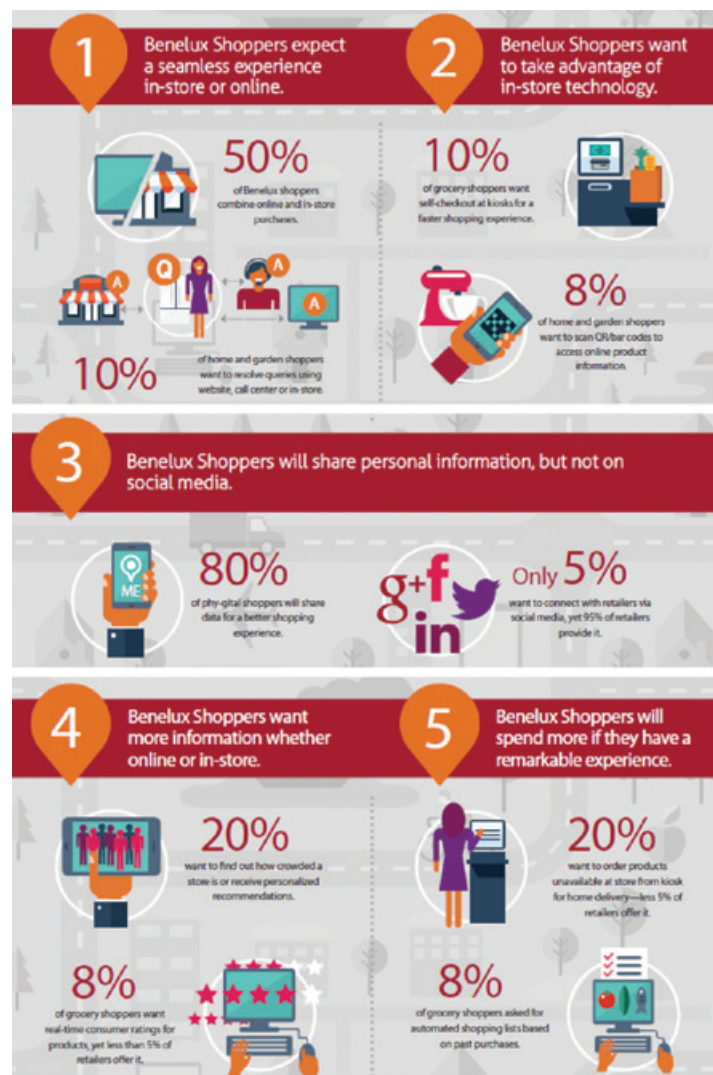 1
Benelux Shoppers expect
a seamless experience
in-store or online.
50%
of Benelux shoppers
combine online and in-store
purchases.
A
Q
A
A
10%
of home and garden shoppers
want to resolve queries using
website, call center or in-store.
2
Benelux Shoppers want
to take advantage of
in-store technology.
10%
of grocery shoppers want
self-checkout at kiosks for a
faster shopping experience.
8%
of home and garden shoppers
want to scan QR/bar codes to
access online product
information.
3
Benelux Shoppers will share personal information, but not on
social media.
ME
80%
of phy-gital shoppers will share
data for a better shopping
experience.
g+
f
in
Only 5%
want to connect with retailers via
social media, yet 95% of retailers
provide it.
4
Benelux Shoppers want
more information whether
online or in-store.
20%
want to find out how crowded a
store is or receive personalized
recommendations.
8%
of grocery shoppers want
real-time consumer ratings for
products, yet less than 5% of
retailers offer it.
5
Benelux Shoppers will
spend more if they have a
remarkable experience.
20%
want to order products
unavailable at store from kiosk
for home delivery—less 5% of
retailers offer it.
8%
of grocery shoppers asked for
automated shopping lists based
on past purchases.